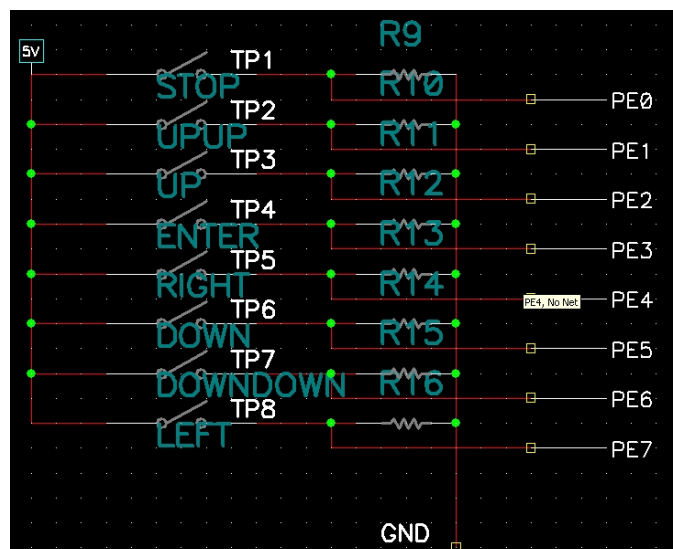 R9
5V
TP1
STOP
R10
PE0
TP2
UPUP
R11
PE1
TP3
UP
R12
PE2
TP4
ENTER
R13
PE3
TP5
RIGHT
R14
PE4, No Net
PE4
TP6
DOWN
R15
PE5
TP7
DOWNDOWN
R16
PE6
TP8
LEFT
PE7
GND